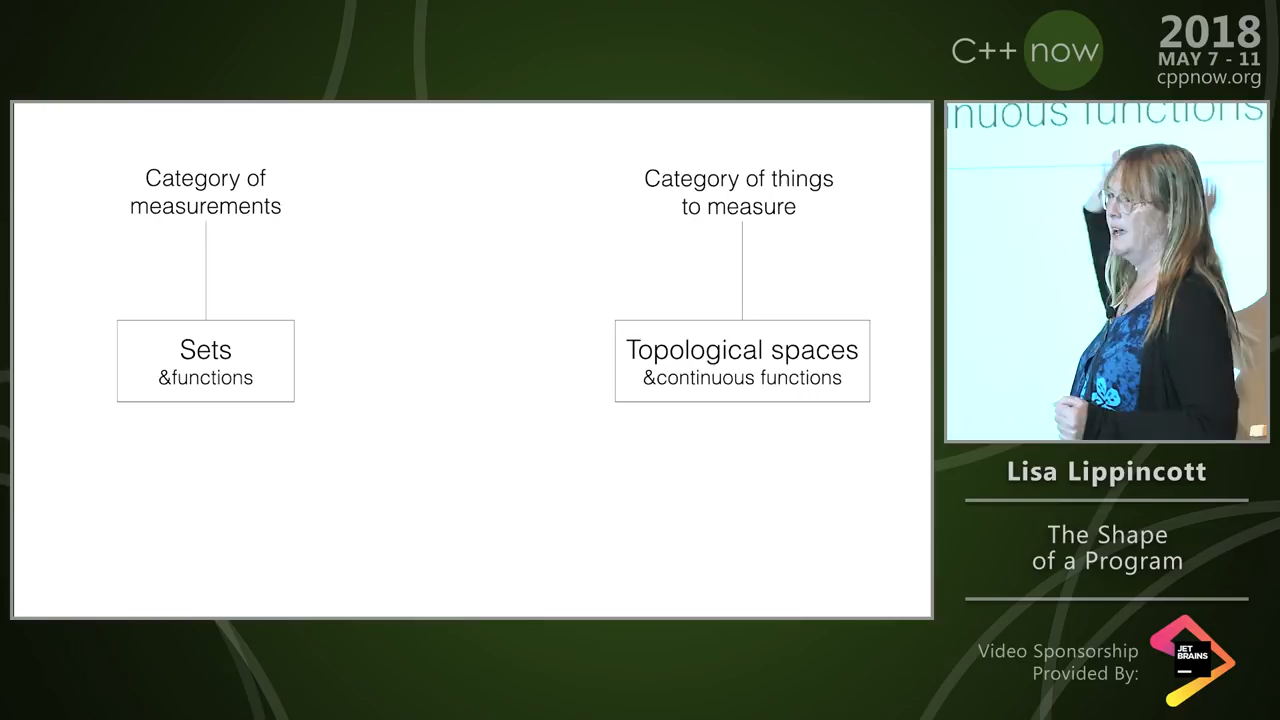 C++ now
2018
MAY 7 - 11
cppnow.org
Category of
measurements
Category of things
to measure
Sets
&functions
Topological spaces
&continuous functions
nuous functions
Lisa Lippincott
The Shape
of a Program
Video Sponsorship
Provided By:
JET
BRAINS